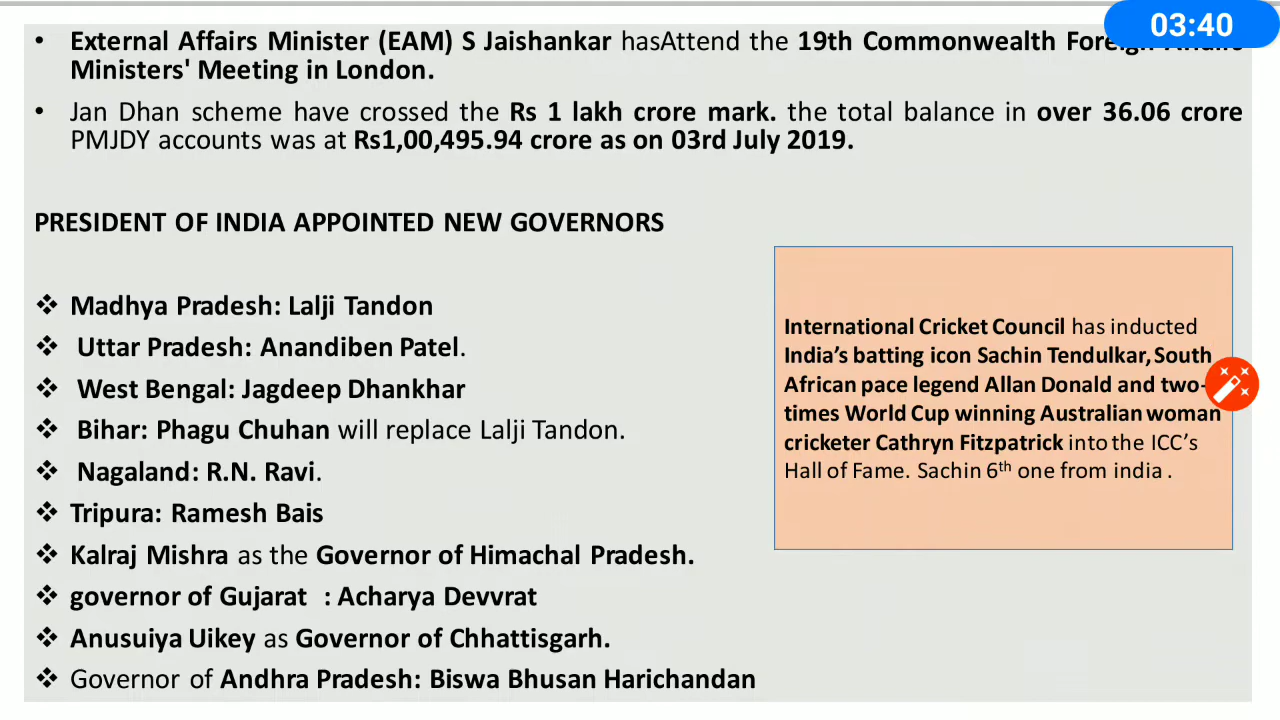 03:40
• External Affairs Minister (EAM) S Jaishankar hasAttend the 19th Commonwealth Foreign Affairs
Ministers' Meeting in London.
• Jan Dhan scheme have crossed the Rs 1 lakh crore mark. the total balance in over 36.06 crore
PMJDY accounts was at Rs1,00,495.94 crore as on 03rd July 2019.
PRESIDENT OF INDIA APPOINTED NEW GOVERNORS
❖ Madhya Pradesh: Lalji Tandon
❖ Uttar Pradesh: Anandiben Patel.
❖ West Bengal: Jagdeep Dhankhar
❖ Bihar: Phagu Chuhan will replace Lalji Tandon.
❖ Nagaland: R.N. Ravi.
❖ Tripura: Ramesh Bais
❖ Kalraj Mishra as the Governor of Himachal Pradesh.
❖ governor of Gujarat : Acharya Devvrat
❖ Anusuiya Uikey as Governor of Chhattisgarh.
❖ Governor of Andhra Pradesh: Biswa Bhusan Harichandan
International Cricket Council has inducted
India's batting icon Sachin Tendulkar, South
African pace legend Allan Donald and two-
times World Cup winning Australian woman
cricketer Cathryn Fitzpatrick into the ICC's
Hall of Fame. Sachin 6th one from india .